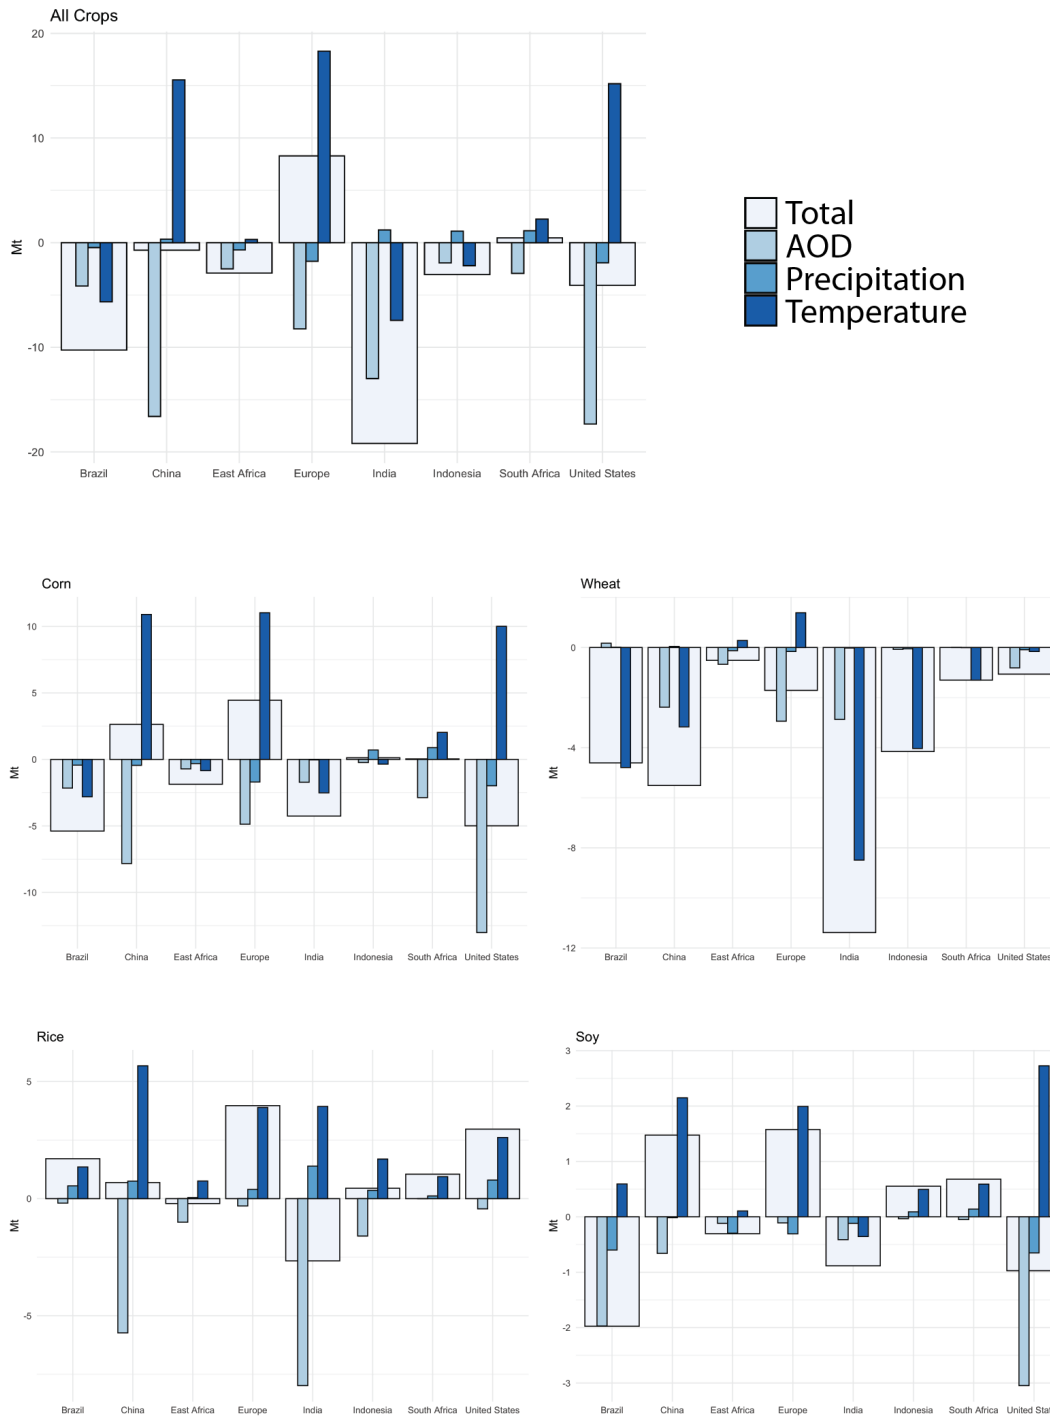 All Crops
20
10
0
-10
-20
Mt
Brazil China East Africa Europe India Indonesia South Africa United States
Total
AOD
Precipitation
Temperature
Corn
10
5
0
-5
-10
Mt
Brazil China East Africa Europe India Indonesia South Africa United States
Wheat
0
-4
-8
-12
Mt
Brazil China East Africa Europe India Indonesia South Africa United States
Rice
5
0
-5
Mt
Brazil China East Africa Europe India Indonesia South Africa United States
Soy
3
2
1
0
-1
-2
-3
Mt
Brazil China East Africa Europe India Indonesia South Africa United Stat